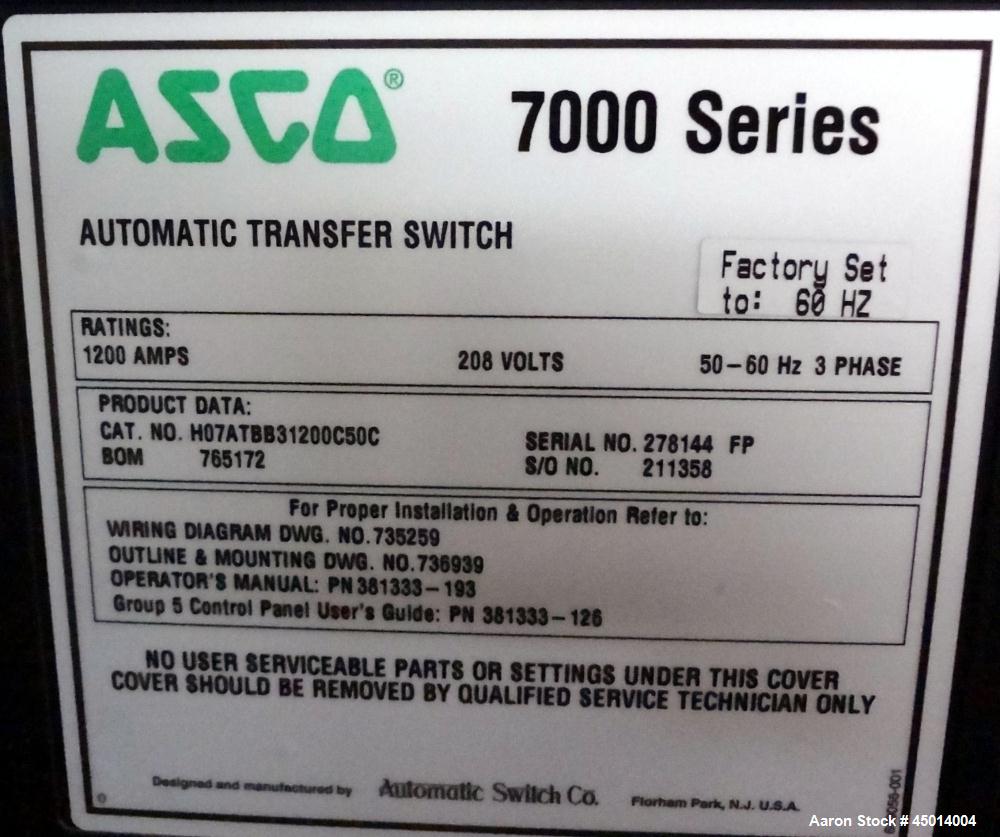 ASCO® 7000 Series
AUTOMATIC TRANSFER SWITCH
Factory Set
to: 60 HZ
RATINGS:
1200 AMPS 208 VOLTS 50-60 Hz 3 PHASE
PRODUCT DATA:
CAT. NO. H07ATBB31200C50C SERIAL NO. 278144 FP
BOM 765172 S/O NO. 211358
For Proper Installation & Operation Refer to:
WIRING DIAGRAM DWG. NO. 735259
OUTLINE & MOUNTING DWG. NO. 736939
OPERATOR'S MANUAL: PN 381333-193
Group 5 Control Panel User's Guide: PN 381333-126
NO USER SERVICEABLE PARTS OR SETTINGS UNDER THIS COVER
COVER SHOULD BE REMOVED BY QUALIFIED SERVICE TECHNICIAN ONLY
Designed and manufactured by Automatic Switch Co. Florham Park, N.J. U.S.A.
Aaron Stock # 45014004